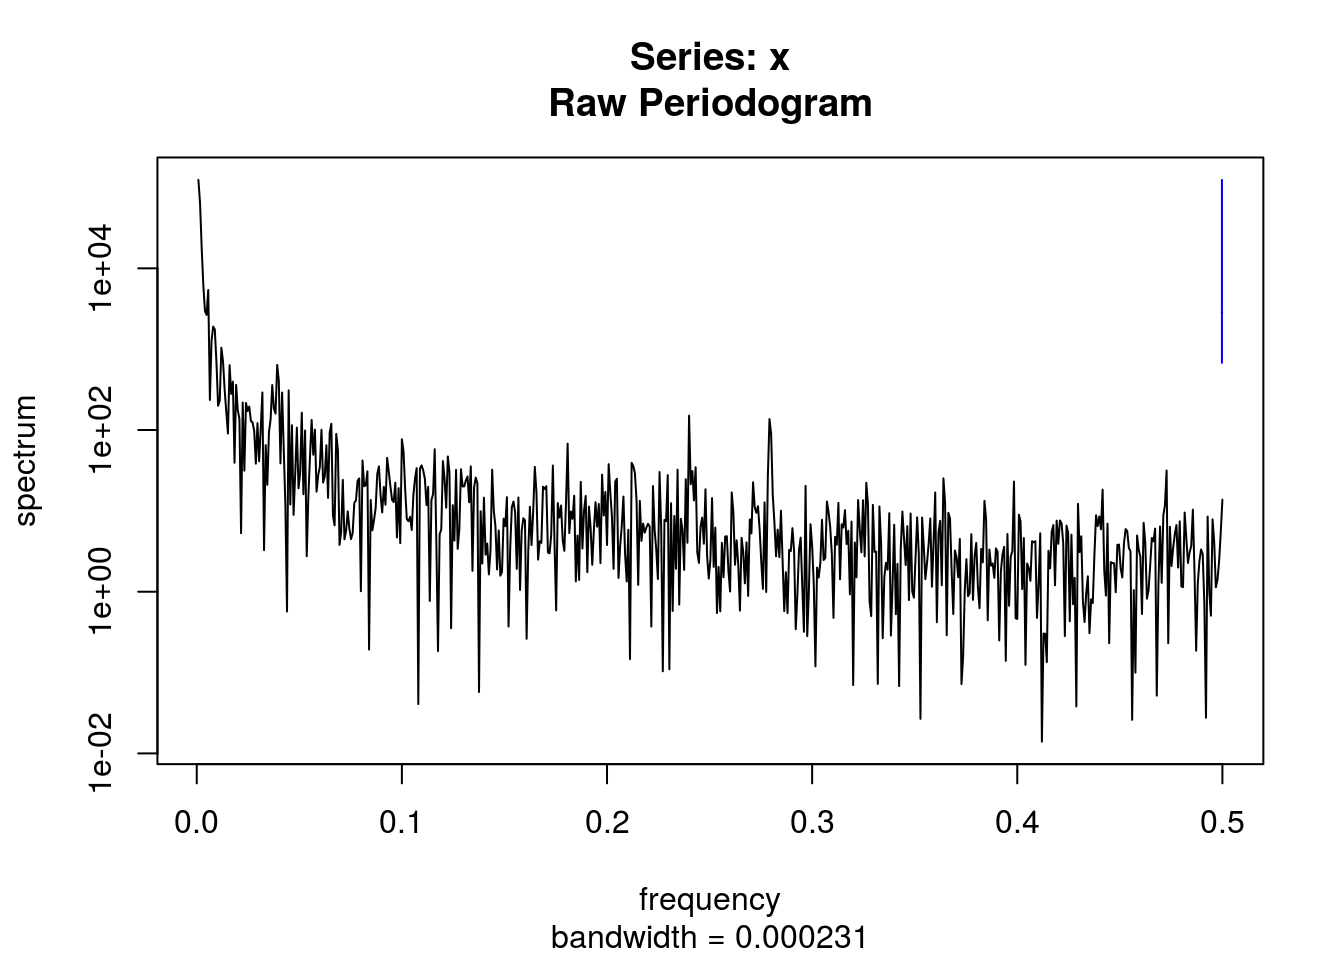 Series: x
Raw Periodogram
spectrum
1e+04
1e+02
1e+00
1e-02
0.0 0.1 0.2 0.3 0.4 0.5
frequency
bandwidth = 0.000231